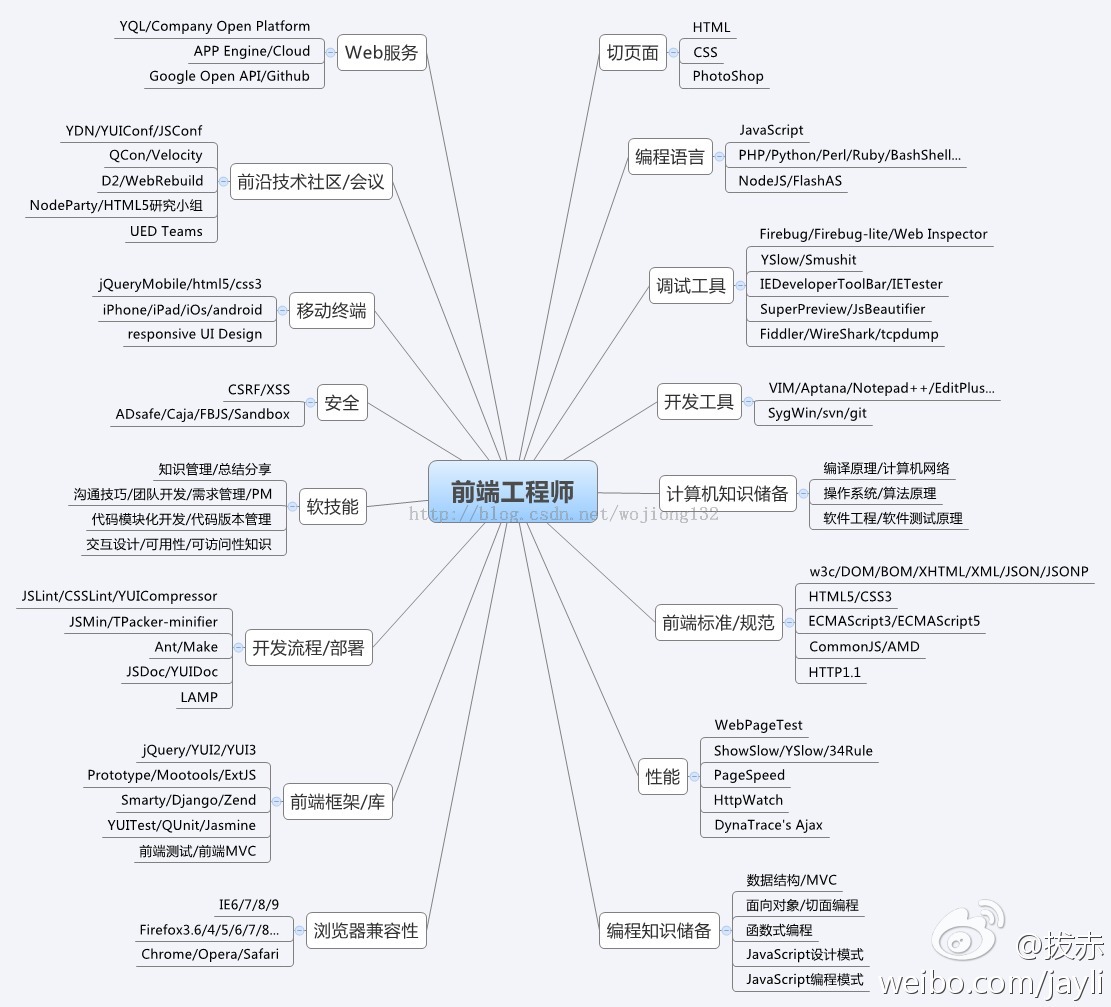 前端工程师
http://blog.csdn.net/wojiong132
Web服务
YQL/Company Open Platform
APP Engine/Cloud
Google Open API/Github
前沿技术社区/会议
YDN/YUIConf/JSConf
QCon/Velocity
D2/WebRebuild
NodeParty/HTML5研究小组
UED Teams
移动终端
jQueryMobile/html5/css3
iPhone/iPad/iOs/android
responsive UI Design
安全
CSRF/XSS
ADsafe/Caja/FBJS/Sandbox
软技能
知识管理/总结分享
沟通技巧/团队开发/需求管理/PM
代码模块化开发/代码版本管理
交互设计/可用性/可访问性知识
开发流程/部署
JSLint/CSSLint/YUICompressor
JSMin/TPacker-minifier
Ant/Make
JSDoc/YUIDoc
LAMP
前端框架/库
jQuery/YUI2/YUI3
Prototype/Mootools/ExtJS
Smarty/Django/Zend
YUITest/QUnit/Jasmine
前端测试/前端MVC
浏览器兼容性
IE6/7/8/9
Firefox3.6/4/5/6/7/8...
Chrome/Opera/Safari
切页面
HTML
CSS
PhotoShop
编程语言
JavaScript
PHP/Python/Perl/Ruby/BashShell...
NodeJS/FlashAS
调试工具
Firebug/Firebug-lite/Web Inspector
YSlow/Smushit
IEDeveloperToolBar/IETester
SuperPreview/JsBeautifier
Fiddler/WireShark/tcpdump
开发工具
VIM/Aptana/Notepad++/EditPlus...
SygWin/svn/git
计算机知识储备
编译原理/计算机网络
操作系统/算法原理
软件工程/软件测试原理
前端标准/规范
w3c/DOM/BOM/XHTML/XML/JSON/JSONP
HTML5/CSS3
ECMAScript3/ECMAScript5
CommonJS/AMD
HTTP1.1
性能
WebPageTest
ShowSlow/YSlow/34Rule
PageSpeed
HttpWatch
DynaTrace's Ajax
编程知识储备
数据结构/MVC
面向对象/切面编程
函数式编程
JavaScript设计模式
JavaScript编程模式
@拔赤
weibo.com/jayli